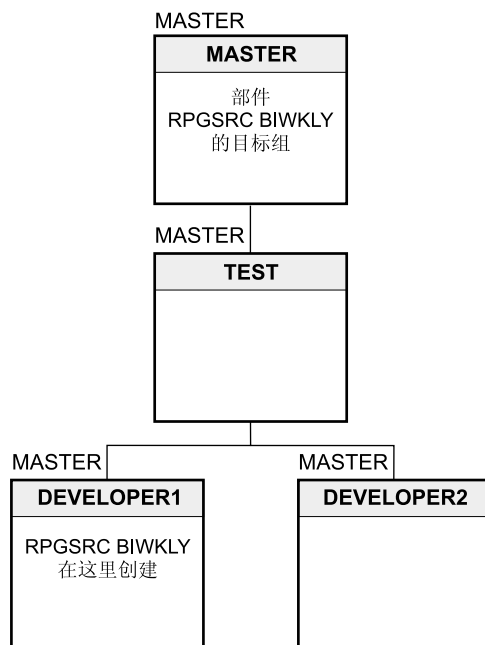 MASTER
MASTER
部件
RPGSRC BIWKLY
的目标组
MASTER
TEST
MASTER
DEVELOPER1
RPGSRC BIWKLY
在这里创建
MASTER
DEVELOPER2